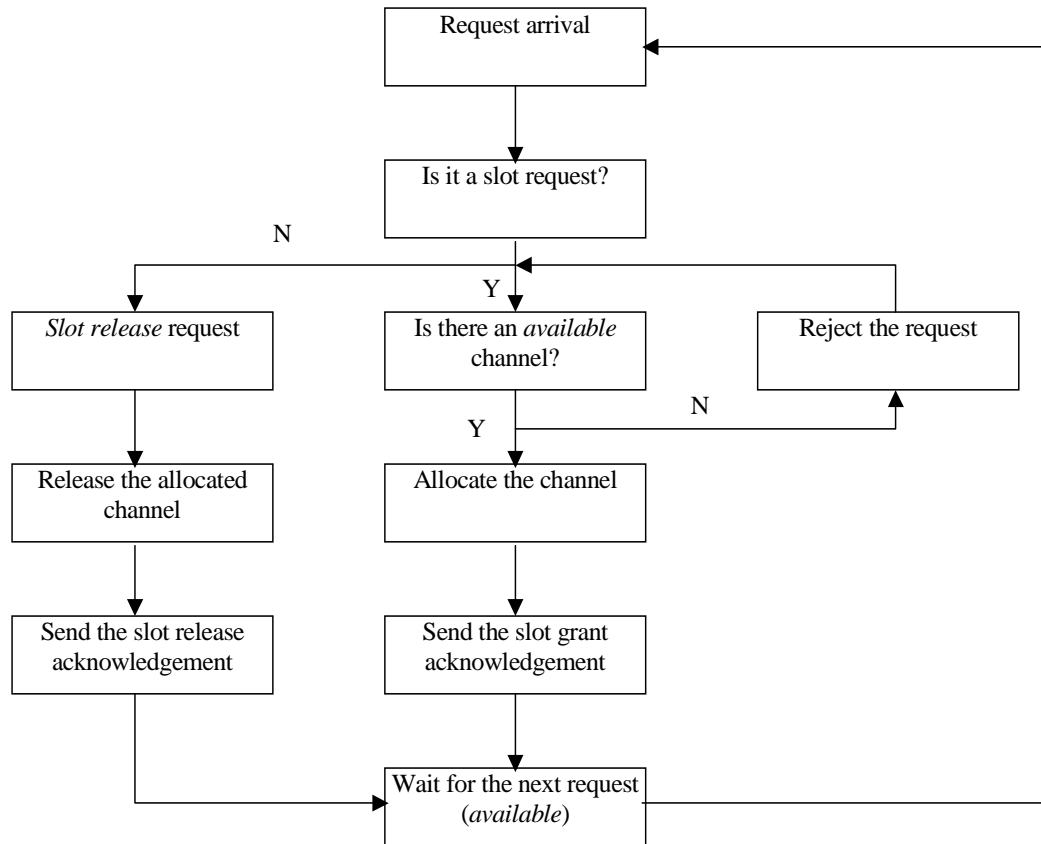 Request arrival
Is it a slot request?
N
Y
Slot release request
Is there an available
channel?
Reject the request
N
Y
Release the allocated
channel
Allocate the channel
Send the slot release
acknowledgement
Send the slot grant
acknowledgement
Wait for the next request
(available)